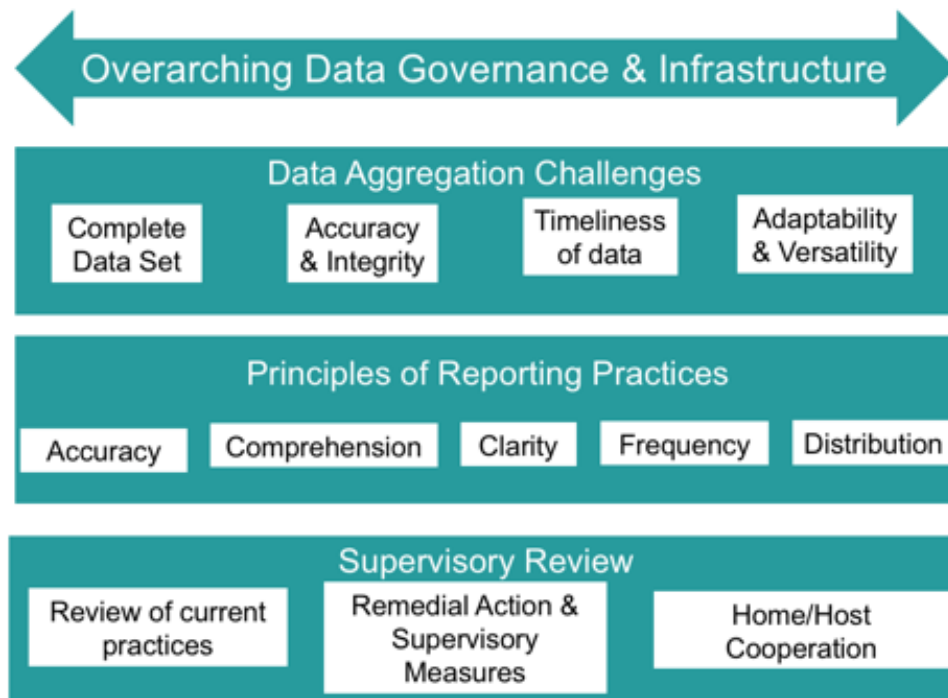 Overarching Data Governance & Infrastructure
Data Aggregation Challenges
Complete
Data Set
Accuracy
& Integrity
Timeliness
of data
Adaptability
& Versatility
Principles of Reporting Practices
Accuracy
Comprehension
Clarity
Frequency
Distribution
Supervisory Review
Review of current
practices
Remedial Action &
Supervisory
Measures
Home/Host
Cooperation